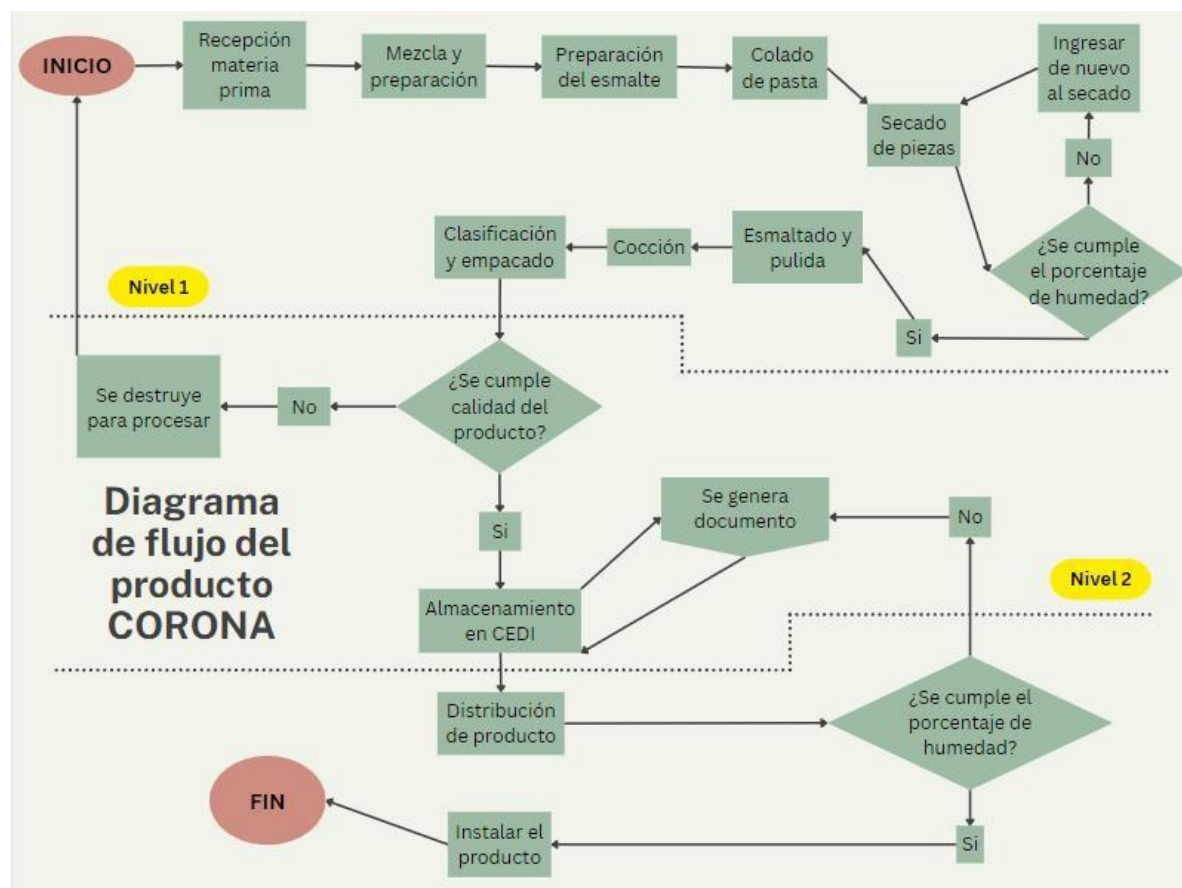 INICIO
Recepción
materia
prima
Mezcla y
preparación
Preparación
del esmalte
Colado
de pasta
Secado
de piezas
Ingresar
de nuevo
al secado
No
¿Se cumple
el porcentaje
de humedad?
Si
Esmaltado y
pulida
Cocción
Clasificación
y empacado
Nivel 1
¿Se cumple
calidad del
producto?
No
Se destruye
para procesar
Diagrama
de flujo del
producto
CORONA
Si
Almacenamiento
en CEDI
Se genera
documento
No
Nivel 2
Distribución
de producto
¿Se cumple el
porcentaje de
humedad?
Si
Instalar el
producto
FIN